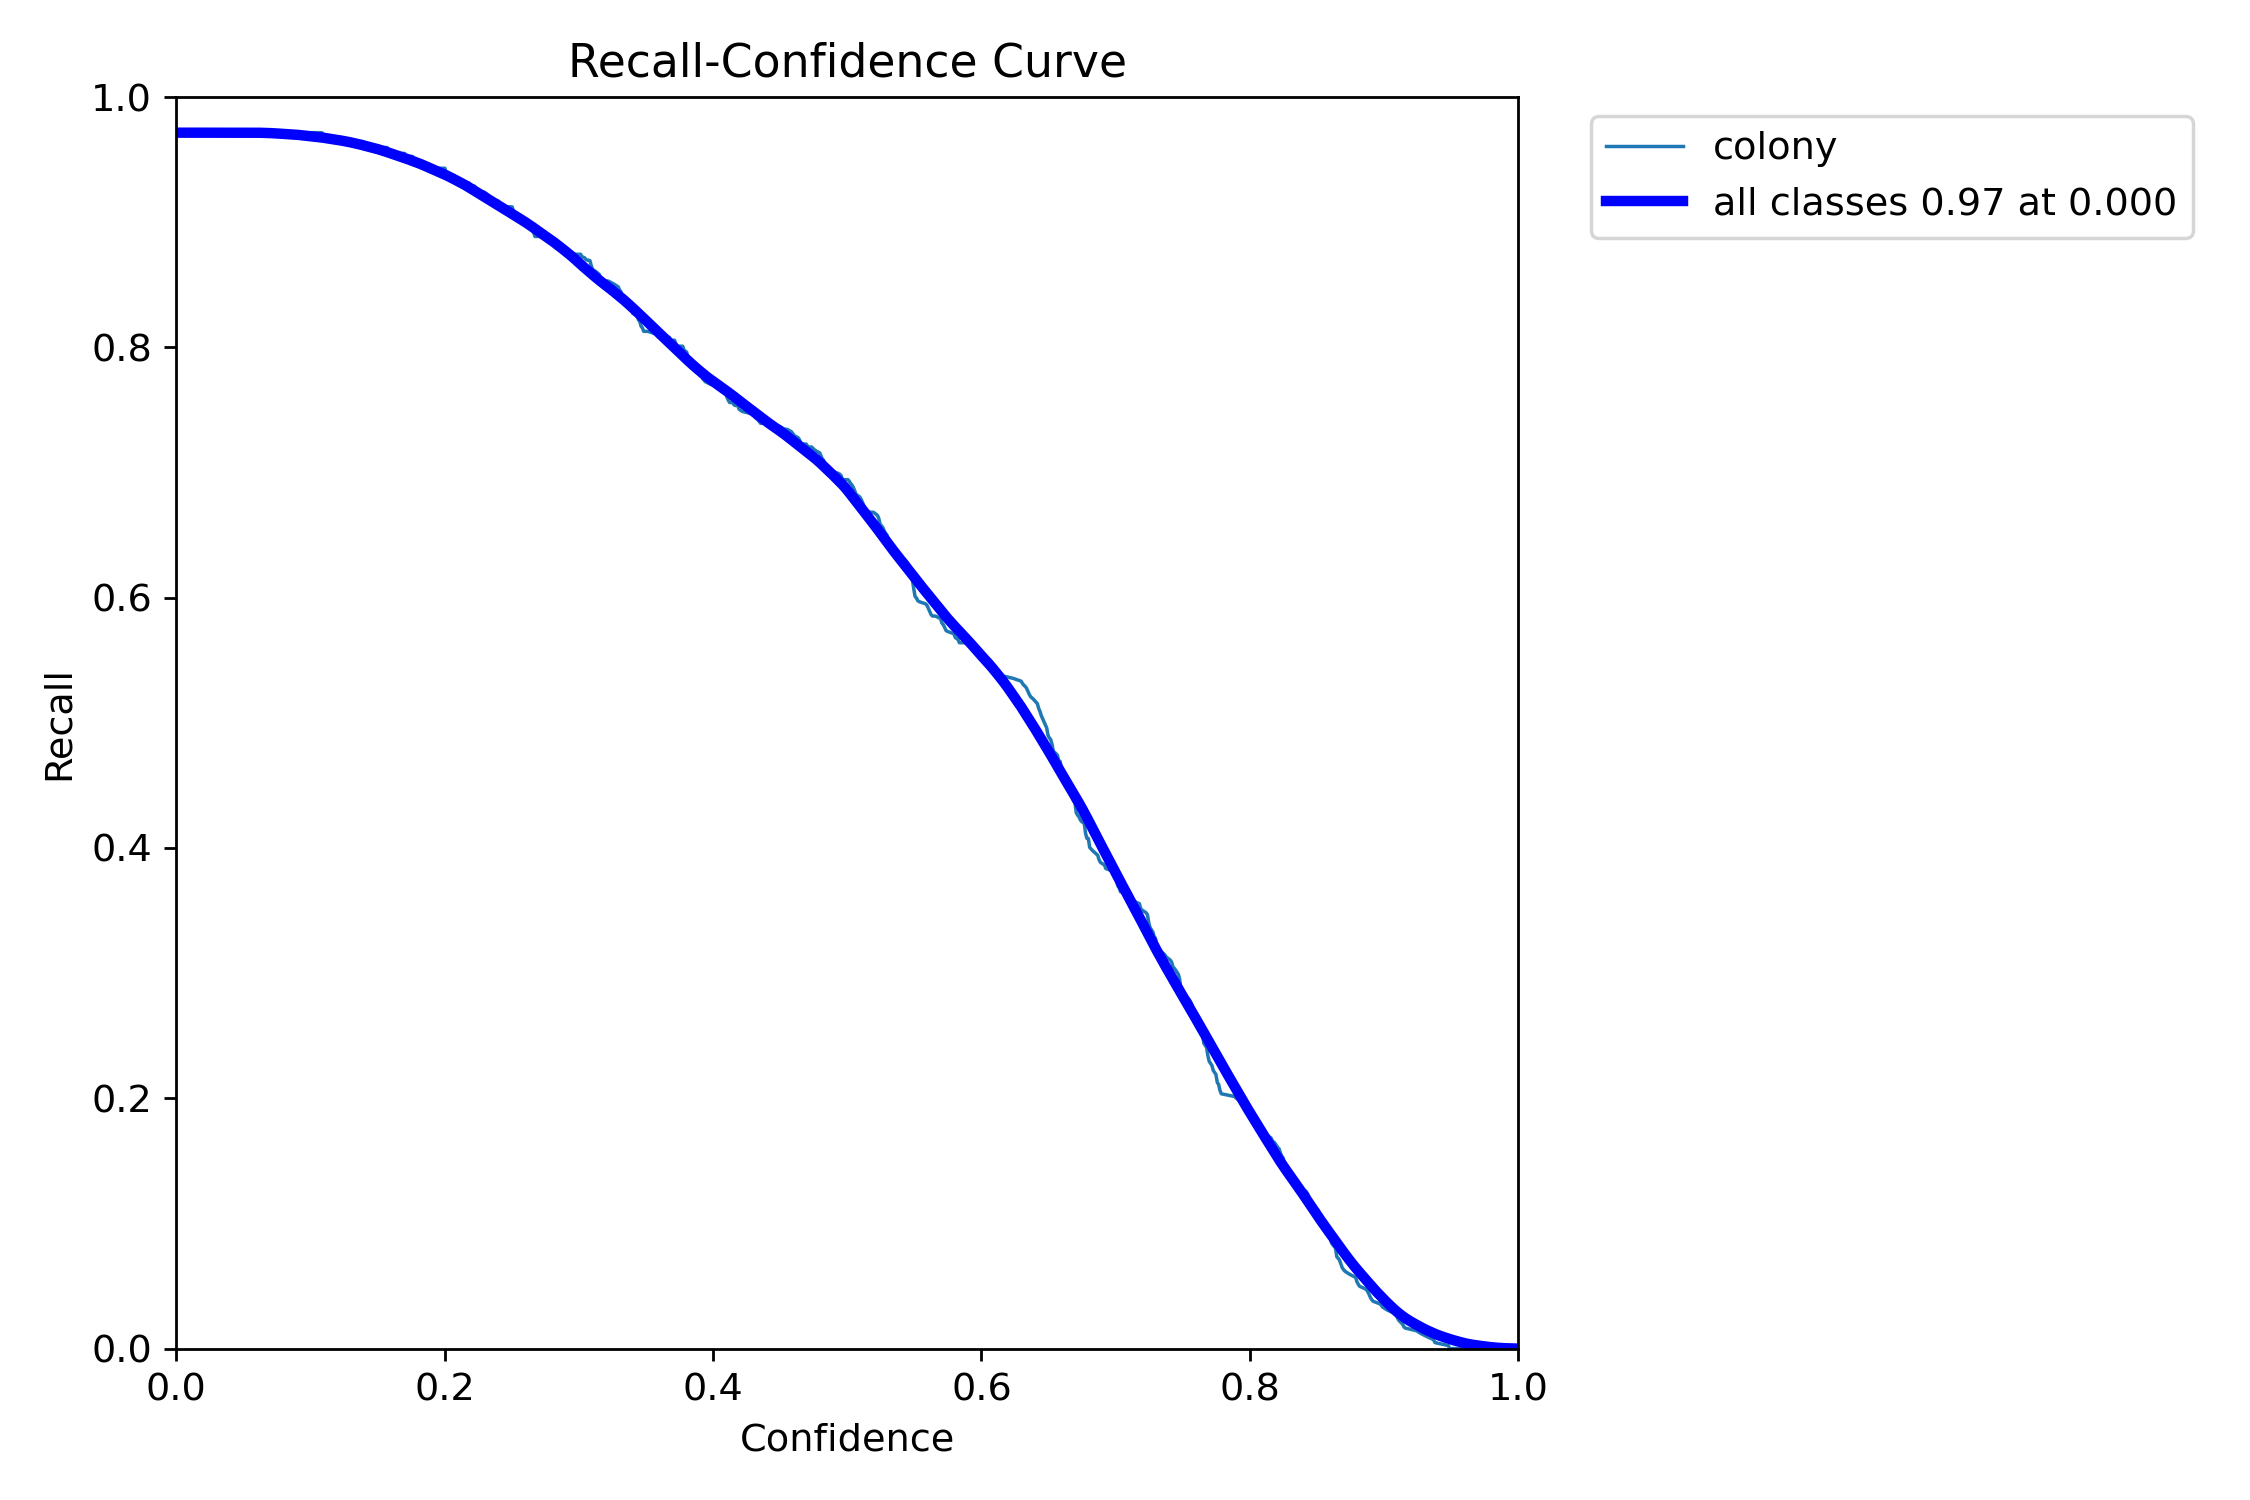 Recall-Confidence Curve
1.0
0.8
0.6
0.4
0.2
0.0
Recall
0.0 0.2 0.4 0.6 0.8 1.0
Confidence
colony
all classes 0.97 at 0.000